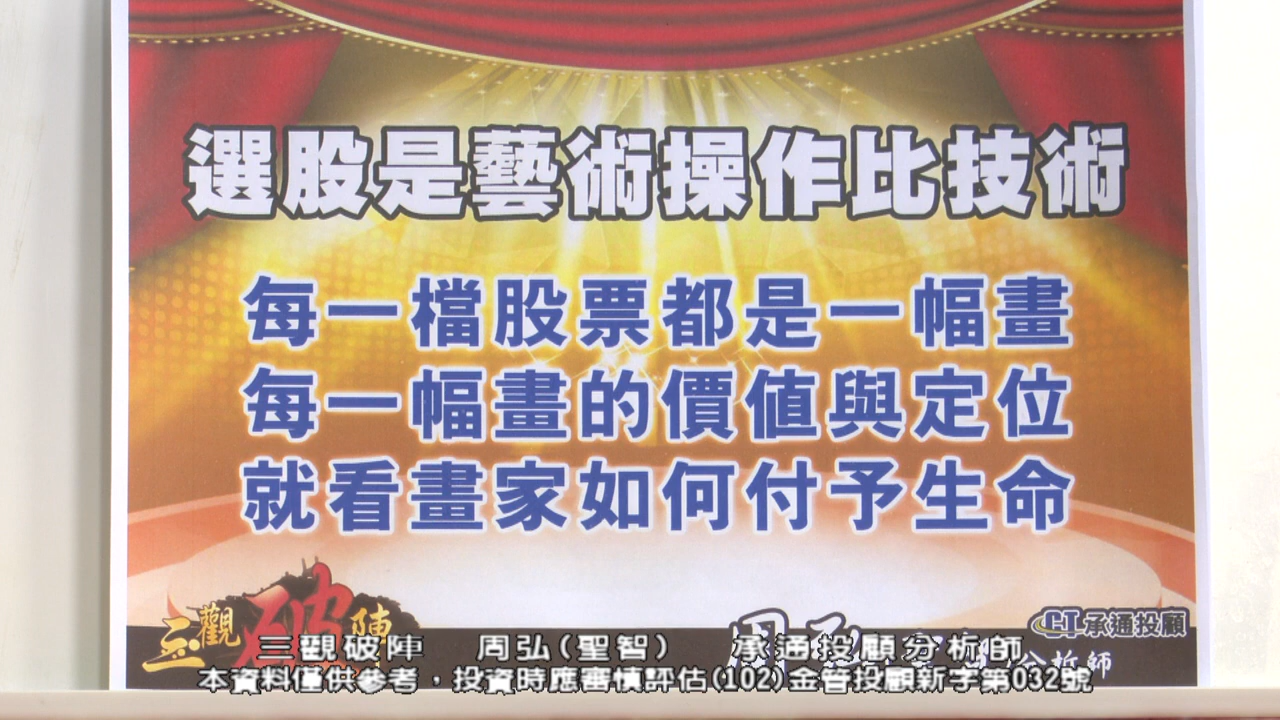 選股是藝術操作比技術
每一檔股票都是一幅畫
每一幅畫的價值與定位
就看畫家如何付予生命
三觀破陣
CT承通投顧
分析師
三觀破陣 周弘(聖智) 承通投顧分析師
本資料僅供參考，投資時應審慎評估(102)金管投顧新字第032號